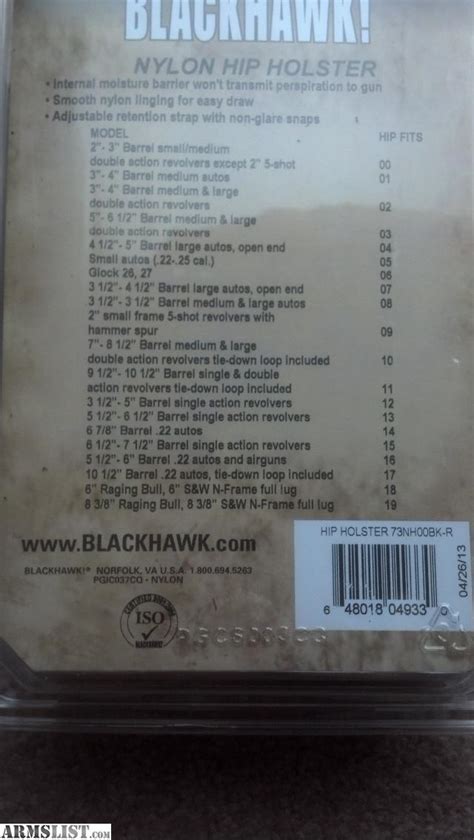 BLACKHAWK!
NYLON HIP HOLSTER
• Internal moisture barrier won't transmit perspiration to gun
• Smooth nylon linging for easy draw
• Adjustable retention strap with non-glare snaps
MODEL HIP FITS
2"- 3" Barrel small/medium
double action revolvers except 2" 5-shot 00
3"- 4" Barrel medium autos 01
3"- 4" Barrel medium & large
double action revolvers 02
5"- 6 1/2" Barrel medium & large
double action revolvers 03
4 1/2"- 5" Barrel large autos, open end 04
Small autos (.22-.25 cal.) 05
Glock 26, 27 06
3 1/2"- 4 1/2" Barrel large autos, open end 07
3 1/2"- 3 1/2" Barrel medium & large autos 08
2" small frame 5-shot revolvers with
hammer spur 09
7"- 8 1/2" Barrel medium & large
double action revolvers tie-down loop included 10
9 1/2"- 10 1/2" Barrel single & double
action revolvers tie-down loop included 11
3 1/2"- 5" Barrel single action revolvers 12
5 1/2"- 6 1/2" Barrel single action revolvers 13
6 7/8" Barrel .22 autos 14
6 1/2"- 7 1/2" Barrel single action revolvers 15
5 1/2"- 6" Barrel .22 autos and airguns 16
10 1/2" Barrel .22 autos, tie-down loop included 17
6" Raging Bull, 6" S&W N-Frame full lug 18
8 3/8" Raging Bull, 8 3/8" S&W N-Frame full lug 19
www.BLACKHAWK.com
BLACKHAWK!® NORFOLK, VA U.S.A. 1.800.694.5263
PGIC037CO - NYLON
HIP HOLSTER 73NH00BK-R
04/26/13
6 48018 04933 0
ISO
BLACKHAWK!
ARMSLIST.COM